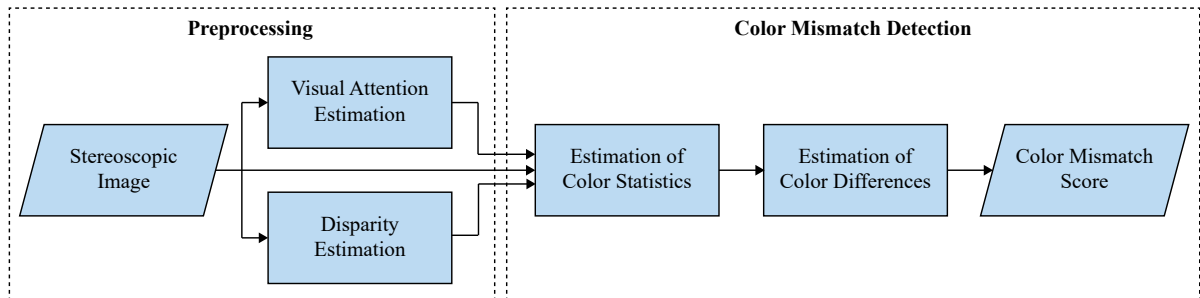 Preprocessing
Color Mismatch Detection
Visual Attention
Estimation
Stereoscopic
Image
Disparity
Estimation
Estimation of
Color Statistics
Estimation of
Color Differences
Color Mismatch
Score